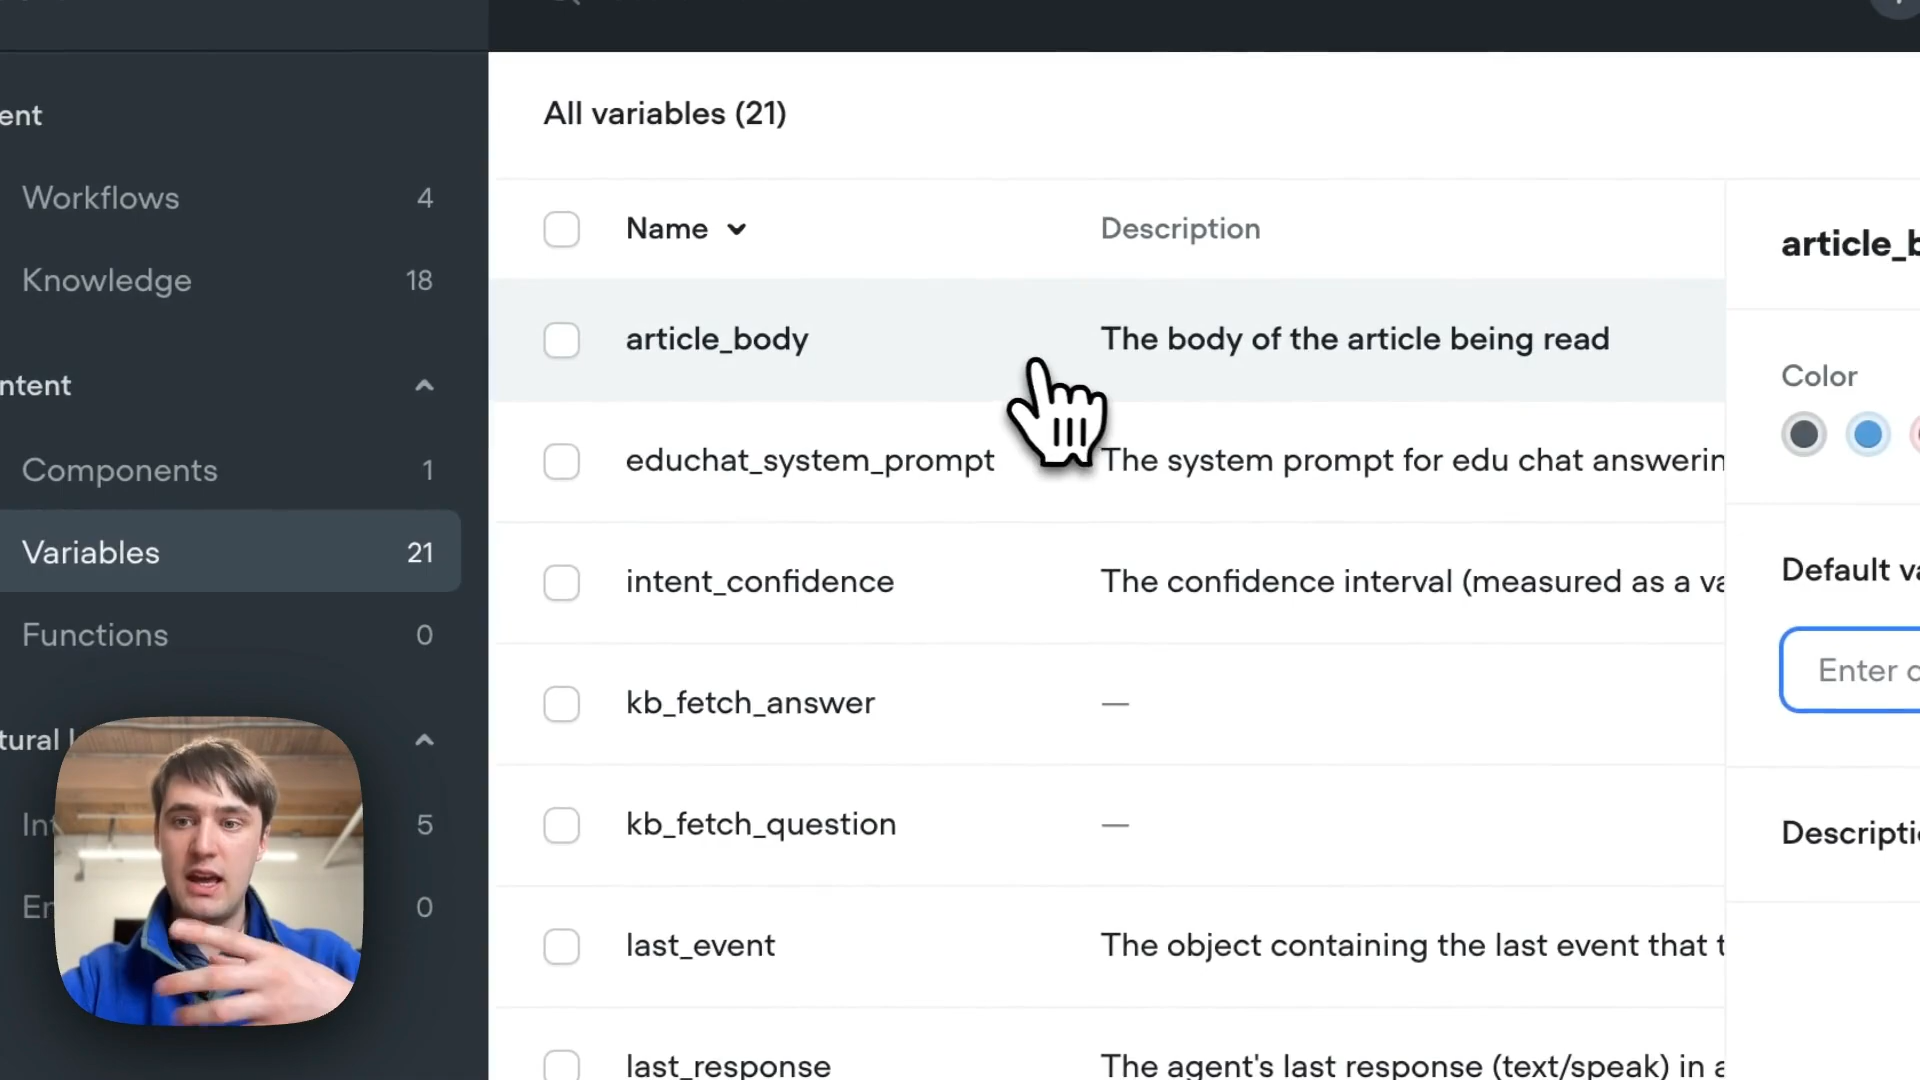 ent
Workflows 4
Knowledge 18
ntent
Components 1
Variables 21
Functions 0
tural
5
0
All variables (21)
Name Description
article_body The body of the article being read
educhat_system_prompt The system prompt for edu chat answerin
intent_confidence The confidence interval (measured as a va
kb_fetch_answer —
kb_fetch_question —
last_event The object containing the last event that t
last_response The agent's last response (text/speak) in a
article_b
Color
Default va
Enter
Descripti